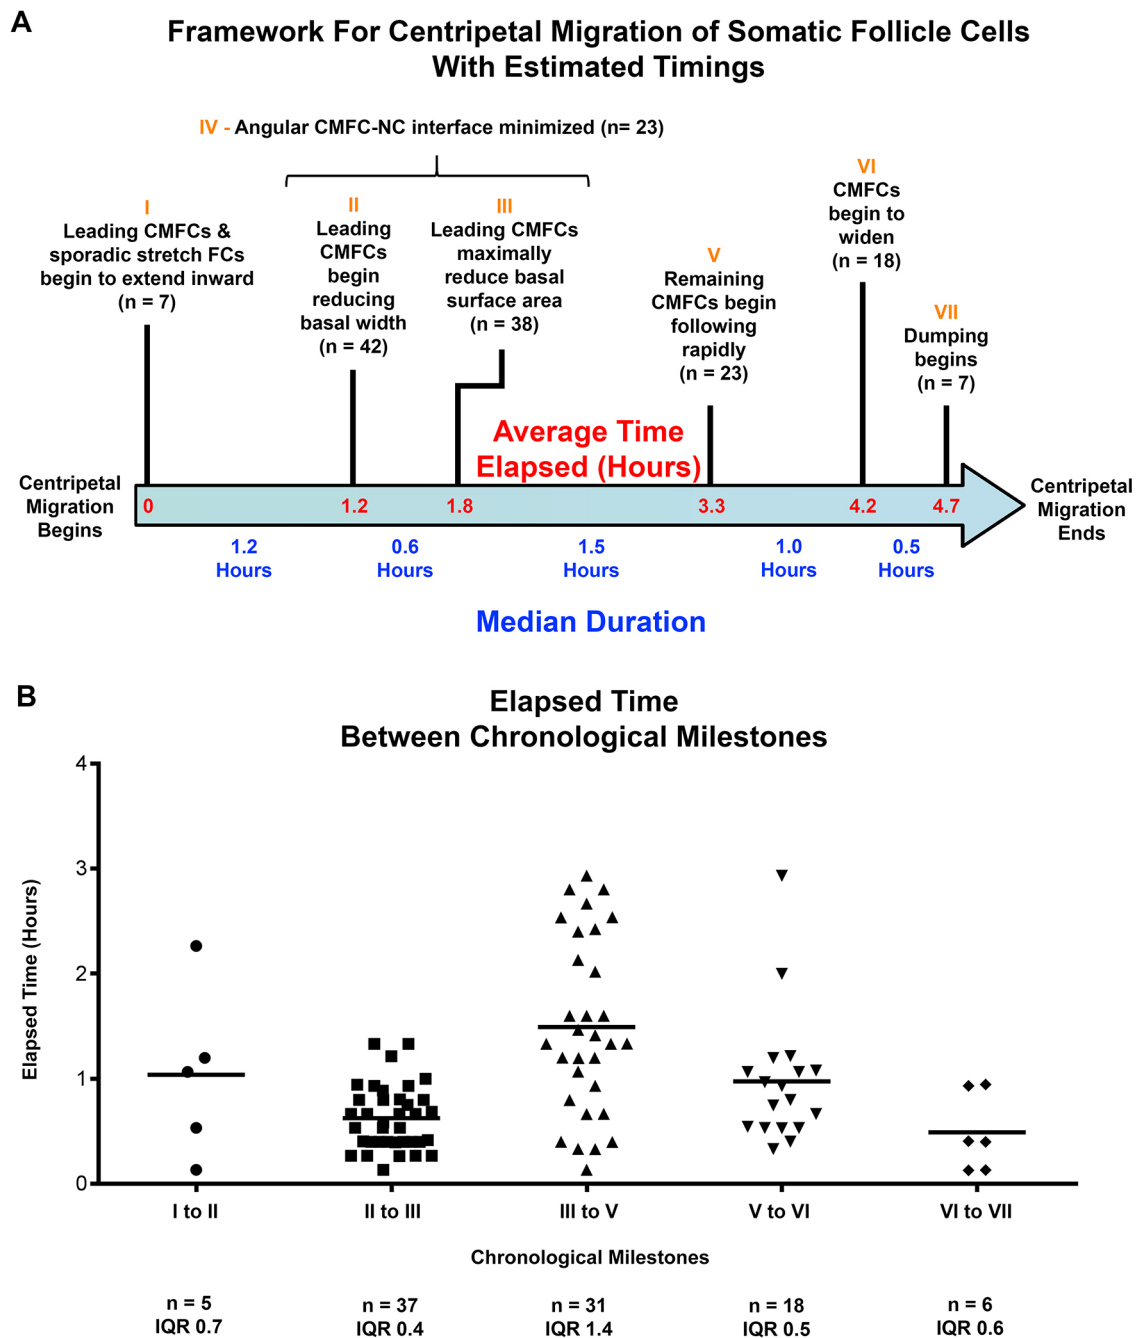 A
Framework For Centripetal Migration of Somatic Follicle Cells
With Estimated Timings
IV - Angular CMFC-NC interface minimized (n= 23)
I
Leading CMFCs &
sporadic stretch FCs
begin to extend inward
(n = 7)
II
Leading
CMFCs
begin
reducing
basal width
(n = 42)
III
Leading CMFCs
maximally
reduce basal
surface area
(n = 38)
V
Remaining
CMFCs begin
following
rapidly
(n = 23)
VI
CMFCs
begin to
widen
(n = 18)
VII
Dumping
begins
(n = 7)
Average Time
Elapsed (Hours)
Centripetal
Migration
Begins
0 1.2 1.8 3.3 4.2 4.7
Centripetal
Migration
Ends
1.2
Hours
0.6
Hours
1.5
Hours
1.0
Hours
0.5
Hours
Median Duration
B
Elapsed Time
Between Chronological Milestones
Elapsed Time (Hours)
4
3
2
1
0
I to II II to III III to V V to VI VI to VII
Chronological Milestones
n = 5 n = 37 n = 31 n = 18 n = 6
IQR 0.7 IQR 0.4 IQR 1.4 IQR 0.5 IQR 0.6